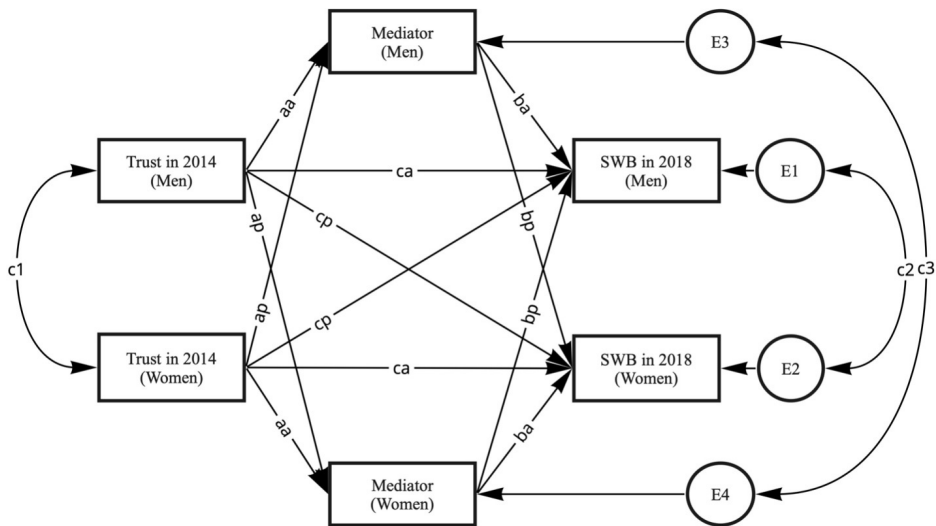 Mediator
(Men)
E3
aa
ba
Trust in 2014
(Men)
ca
SWB in 2018
(Men)
E1
ap
cp
bp
c1
c2
c3
ap
cp
bp
Trust in 2014
(Women)
ca
SWB in 2018
(Women)
E2
aa
ba
Mediator
(Women)
E4